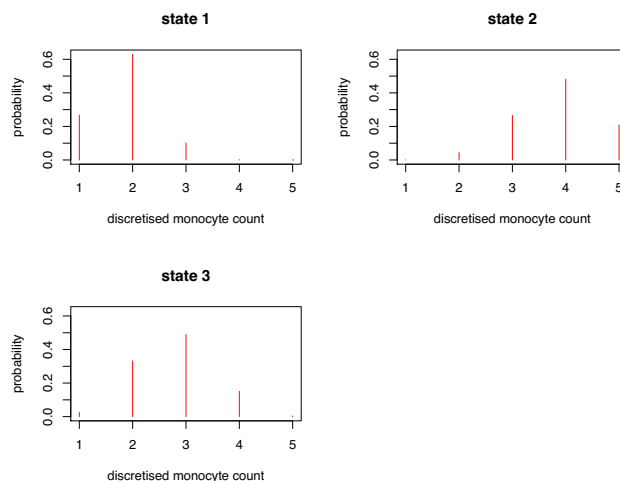 state 1
state 2
probability
0.0 0.2 0.4 0.6
1 2 3 4 5
discretised monocyte count
probability
0.0 0.2 0.4 0.6
1 2 3 4 5
discretised monocyte count
state 3
probability
0.0 0.2 0.4 0.6
1 2 3 4 5
discretised monocyte count